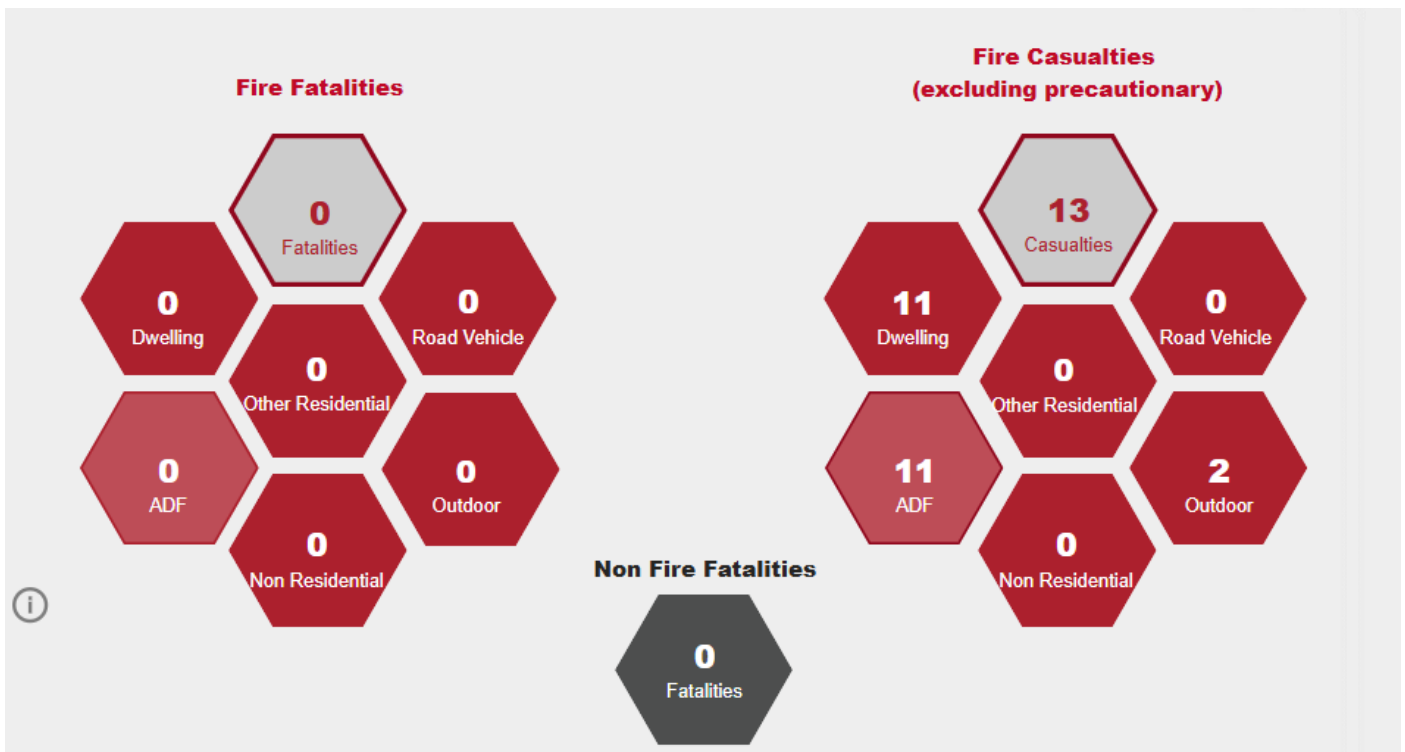 Fire Fatalities
0
Fatalities
0
Dwelling
0
Road Vehicle
0
Other Residential
0
ADF
0
Outdoor
0
Non Residential
Fire Casualties
(excluding precautionary)
13
Casualties
11
Dwelling
0
Road Vehicle
0
Other Residential
11
ADF
2
Outdoor
0
Non Residential
Non Fire Fatalities
0
Fatalities
i